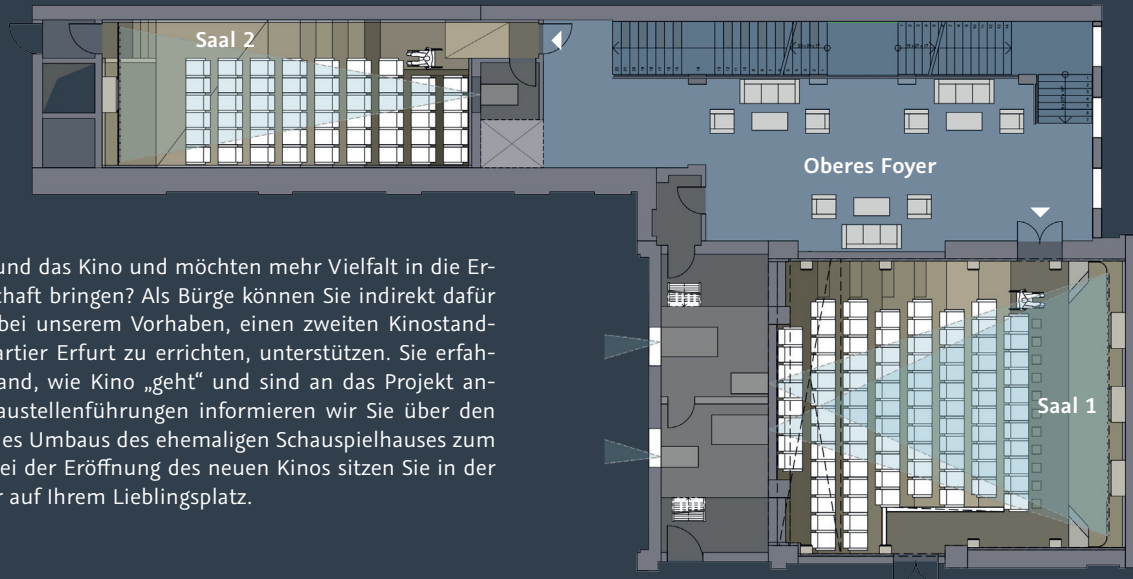 Saal 2
Oberes Foyer
Saal 1
und das Kino und möchten mehr Vielfalt in die Er-
chaft bringen? Als Bürge können Sie indirekt dafür
bei unserem Vorhaben, einen zweiten Kinostand-
artier Erfurt zu errichten, unterstützen. Sie erfah-
and, wie Kino „geht“ und sind an das Projekt an-
austellenführungen informieren wir Sie über den
es Umbaus des ehemaligen Schauspielhauses zum
ei der Eröffnung des neuen Kinos sitzen Sie in der
r auf Ihrem Lieblingsplatz.